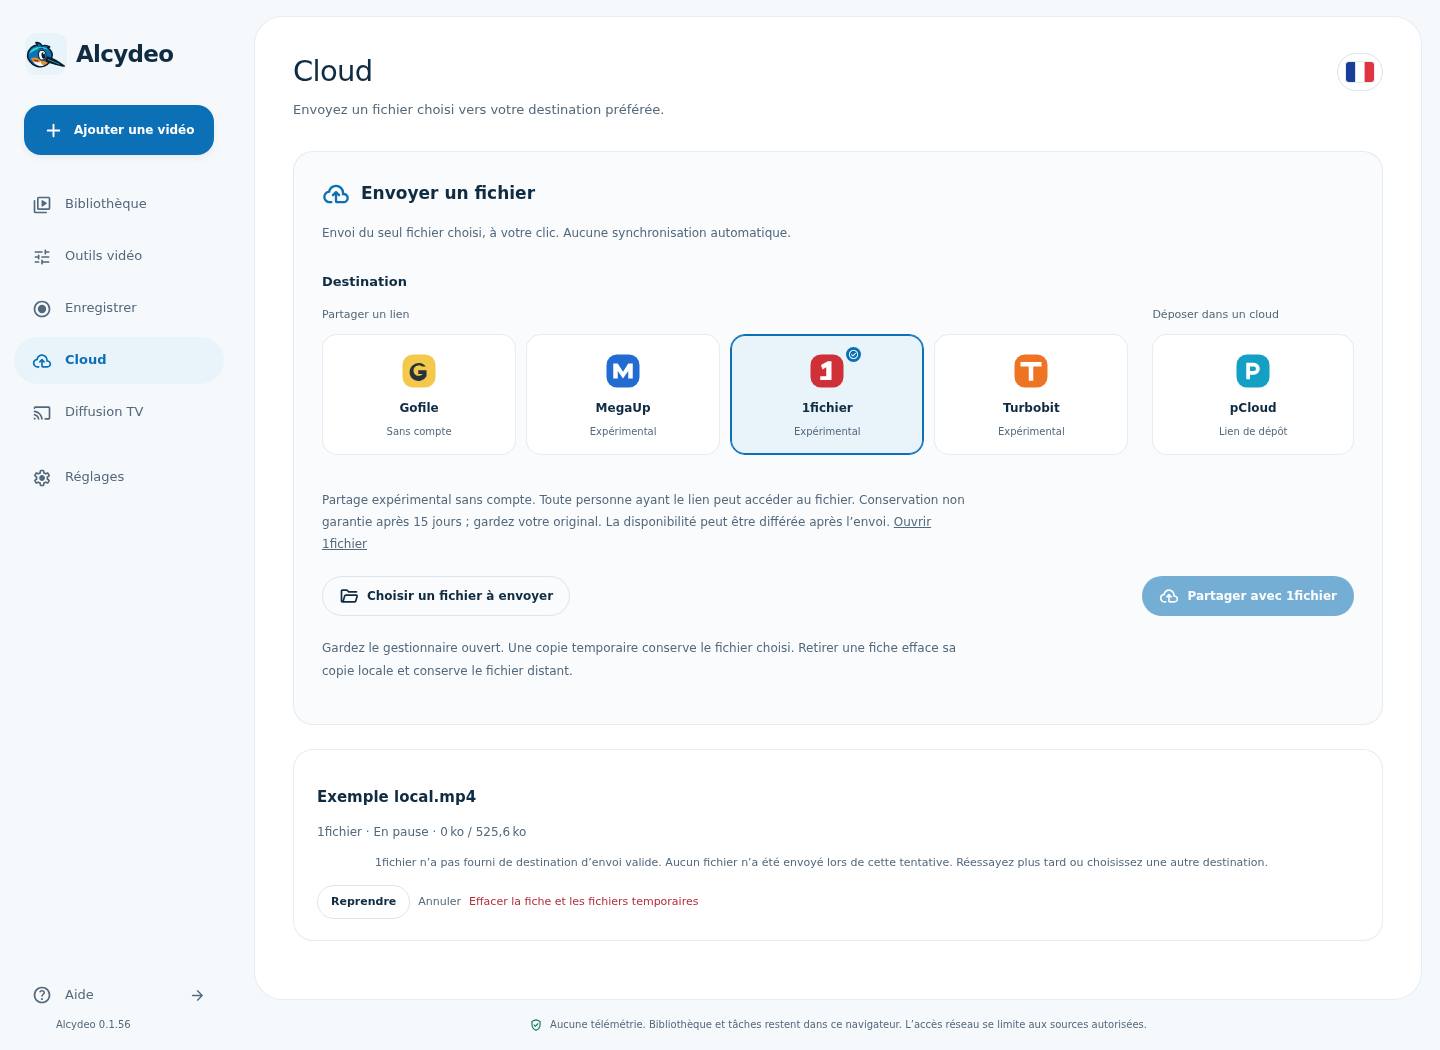 Alcydeo
Ajouter une vidéo
Bibliothèque
Outils vidéo
Enregistrer
Cloud
Diffusion TV
Réglages
Aide
Alcydeo 0.1.56
Cloud
Envoyez un fichier choisi vers votre destination préférée.
Envoyer un fichier
Envoi du seul fichier choisi, à votre clic. Aucune synchronisation automatique.
Destination
Partager un lien
Déposer dans un cloud
G
Gofile
Sans compte
M
MegaUp
Expérimental
1
1fichier
Expérimental
T
Turbobit
Expérimental
P
pCloud
Lien de dépôt
Partage expérimental sans compte. Toute personne ayant le lien peut accéder au fichier. Conservation non
garantie après 15 jours ; gardez votre original. La disponibilité peut être différée après l’envoi. Ouvrir
1fichier
Choisir un fichier à envoyer
Partager avec 1fichier
Gardez le gestionnaire ouvert. Une copie temporaire conserve le fichier choisi. Retirer une fiche efface sa
copie locale et conserve le fichier distant.
Exemple local.mp4
1fichier · En pause · 0 ko / 525,6 ko
1fichier n’a pas fourni de destination d’envoi valide. Aucun fichier n’a été envoyé lors de cette tentative. Réessayez plus tard ou choisissez une autre destination.
Reprendre
Annuler
Effacer la fiche et les fichiers temporaires
Aucune télémétrie. Bibliothèque et tâches restent dans ce navigateur. L’accès réseau se limite aux sources autorisées.